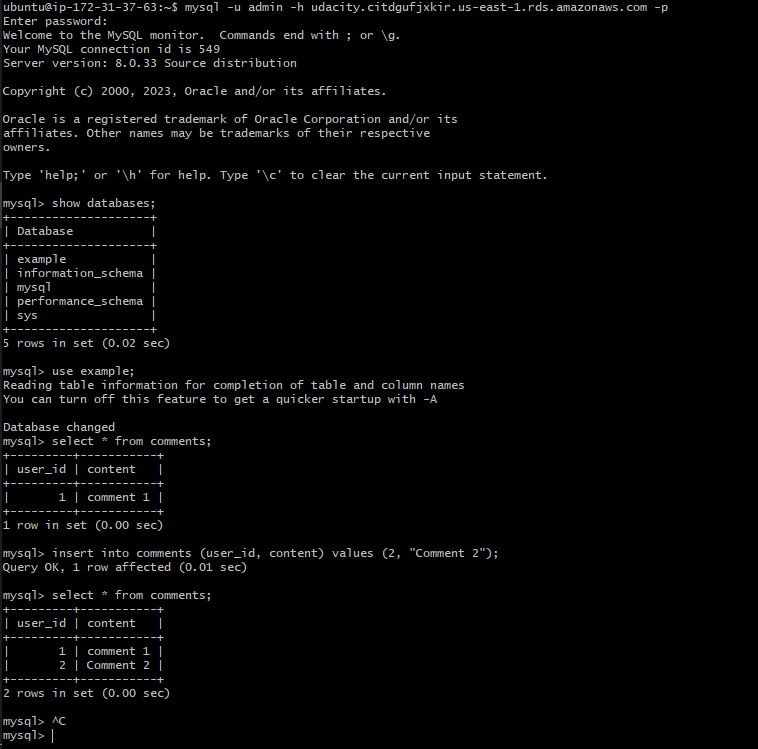 ubuntu@ip-172-31-37-63:~$ mysql -u admin -h udacity.citdgufjxkir.us-east-1.rds.amazonaws.com -p
Enter password:
Welcome to the MySQL monitor.  Commands end with ; or \g.
Your MySQL connection id is 549
Server version: 8.0.33 Source distribution

Copyright (c) 2000, 2023, Oracle and/or its affiliates.

Oracle is a registered trademark of Oracle Corporation and/or its
affiliates. Other names may be trademarks of their respective
owners.

Type 'help;' or '\h' for help. Type '\c' to clear the current input statement.

mysql> show databases;
+--------------------+
| Database           |
+--------------------+
| example            |
| information_schema |
| mysql              |
| performance_schema |
| sys                |
+--------------------+
5 rows in set (0.02 sec)

mysql> use example;
Reading table information for completion of table and column names
You can turn off this feature to get a quicker startup with -A

Database changed
mysql> select * from comments;
+---------+-----------+
| user_id | content   |
+---------+-----------+
|       1 | comment 1 |
+---------+-----------+
1 row in set (0.00 sec)

mysql> insert into comments (user_id, content) values (2, "Comment 2");
Query OK, 1 row affected (0.01 sec)

mysql> select * from comments;
+---------+-----------+
| user_id | content   |
+---------+-----------+
|       1 | comment 1 |
|       2 | Comment 2 |
+---------+-----------+
2 rows in set (0.00 sec)

mysql> ^C
mysql>